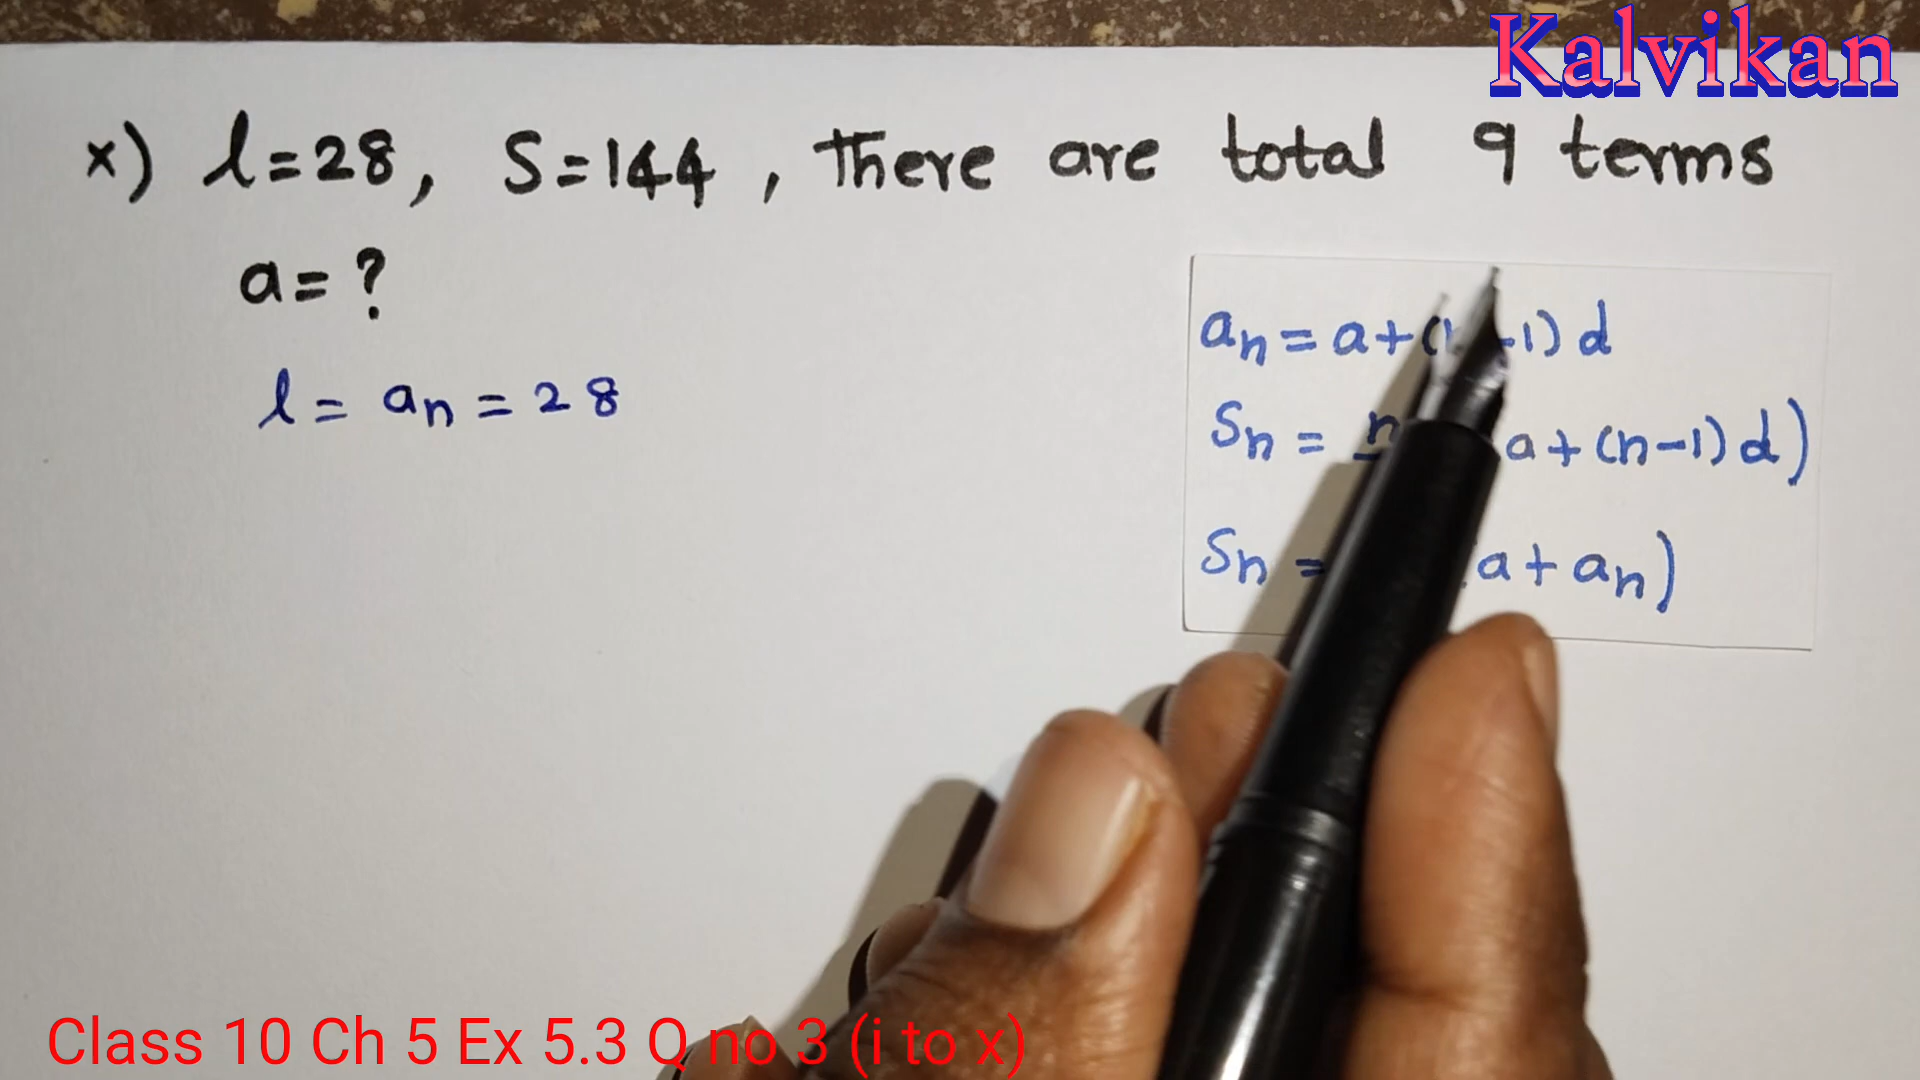 Kalvikan
x) l=28, S=144, There are total 9 terms
a=?
l = an = 28
an = a+( -1) d
Sn = n a+(n-1)d)
Sn = a+an)
Class 10 Ch 5 Ex 5.3 Q no 3 (i to x)